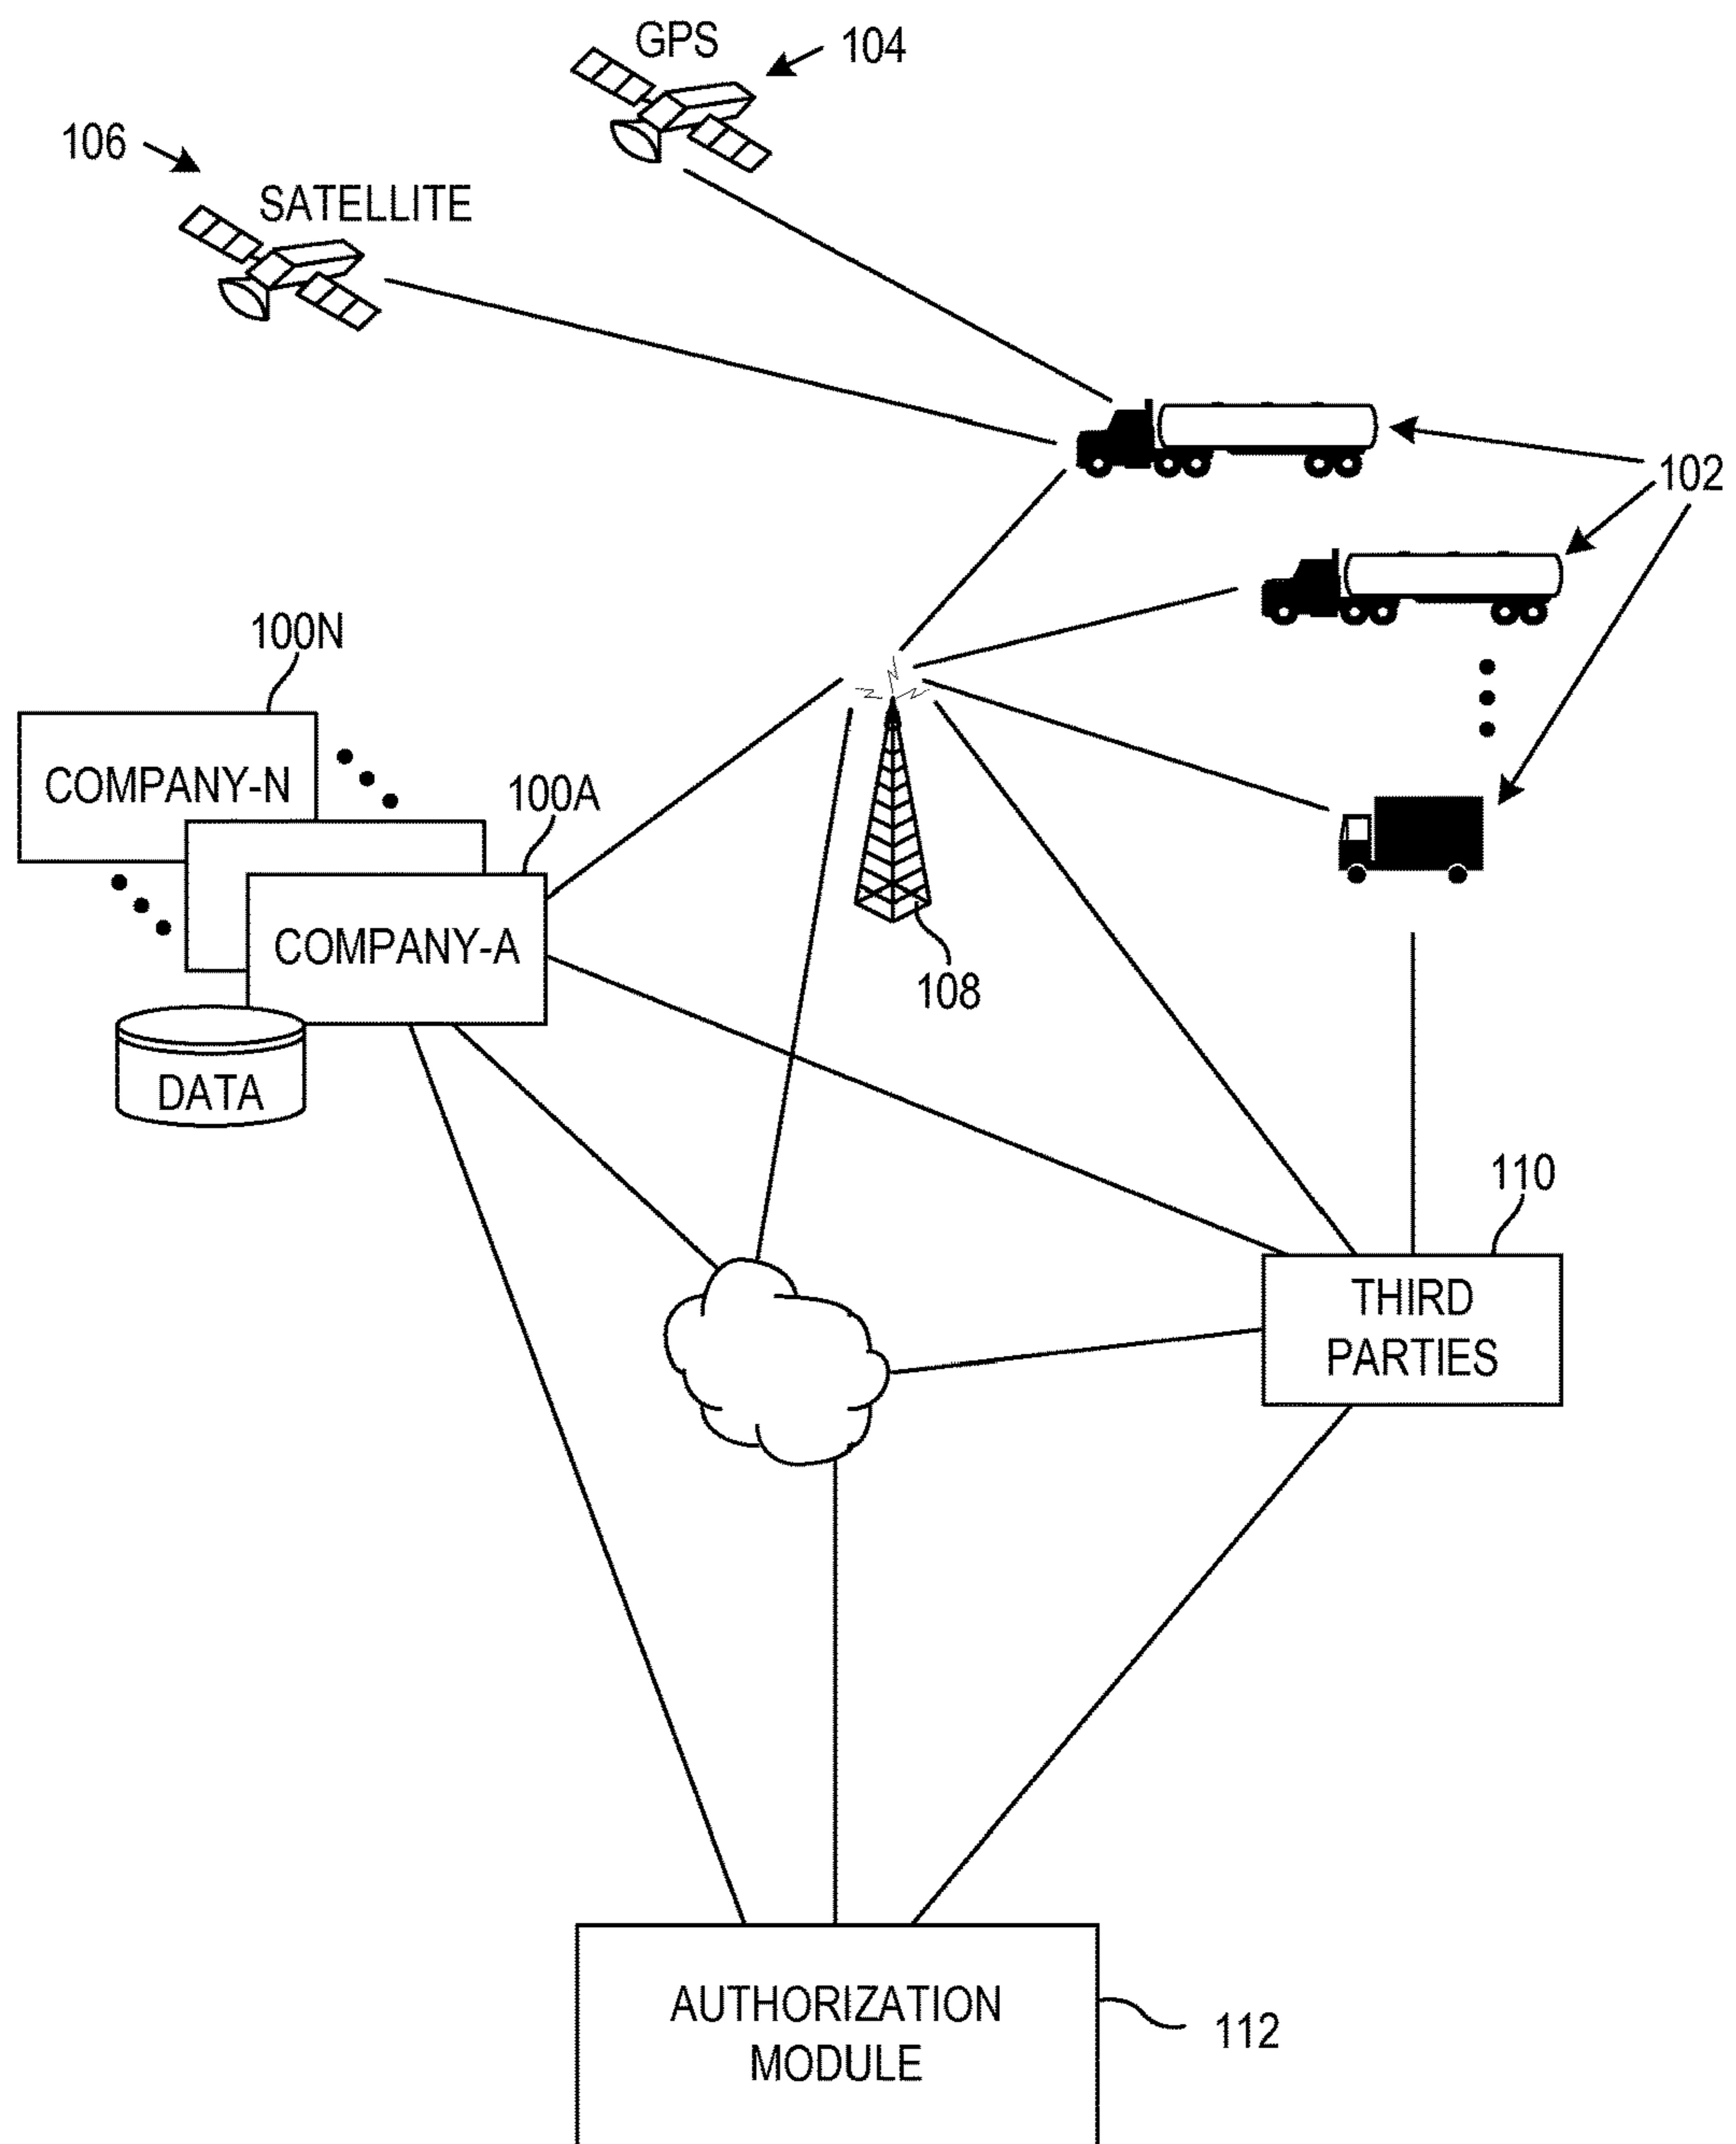 GPS
104
106
SATELLITE
102
100N
COMPANY-N
100A
COMPANY-A
108
DATA
110
THIRD
PARTIES
AUTHORIZATION
MODULE
112